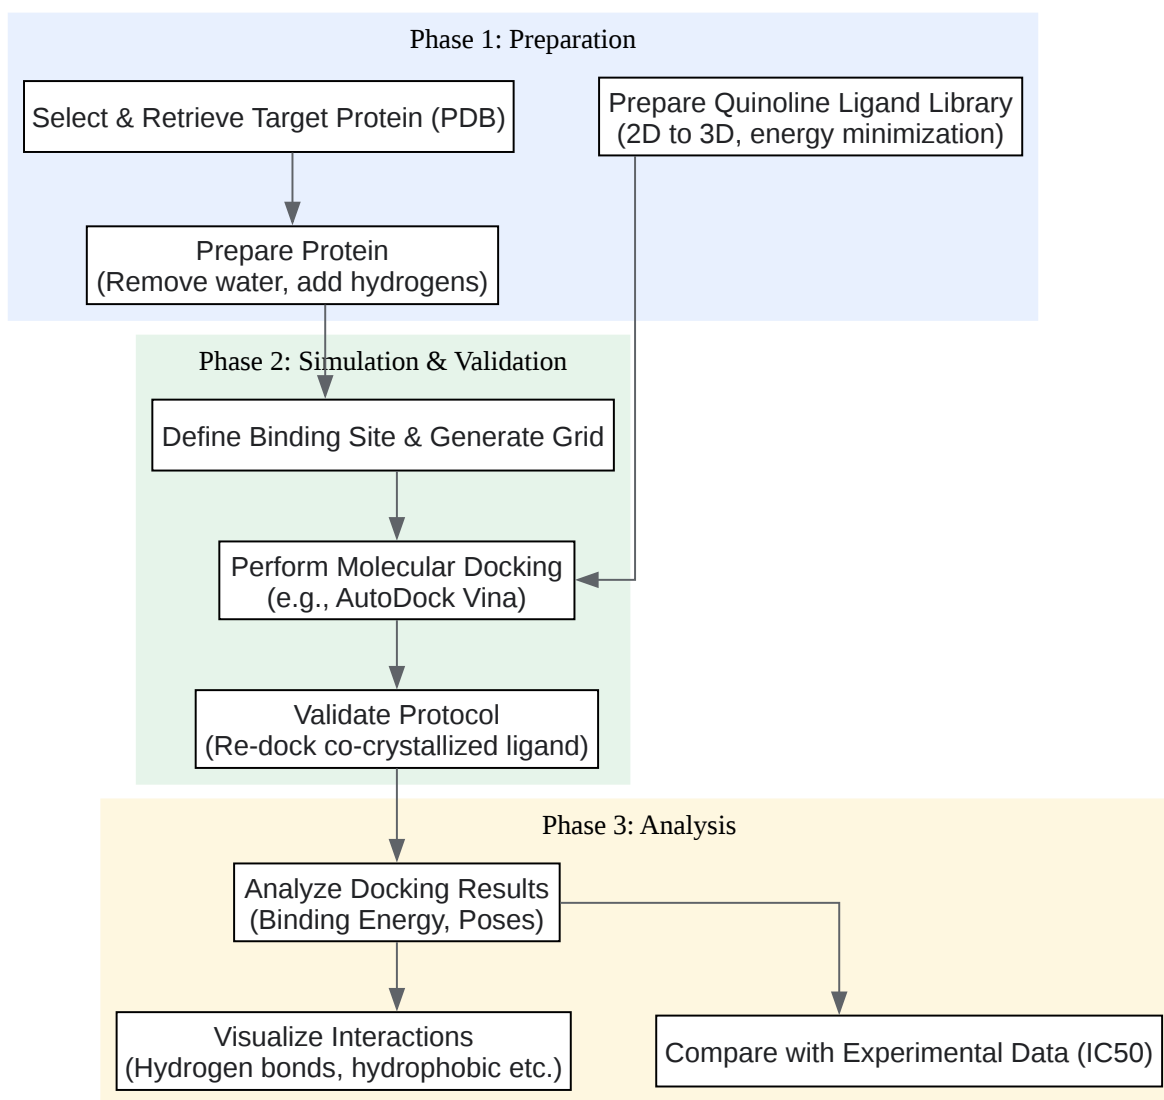 Phase 1: Preparation
Select & Retrieve Target Protein (PDB)
Prepare Quinoline Ligand Library
(2D to 3D, energy minimization)
Prepare Protein
(Remove water, add hydrogens)
Phase 2: Simulation & Validation
Define Binding Site & Generate Grid
Perform Molecular Docking
(e.g., AutoDock Vina)
Validate Protocol
(Re-dock co-crystallized ligand)
Phase 3: Analysis
Analyze Docking Results
(Binding Energy, Poses)
Visualize Interactions
(Hydrogen bonds, hydrophobic etc.)
Compare with Experimental Data (IC50)